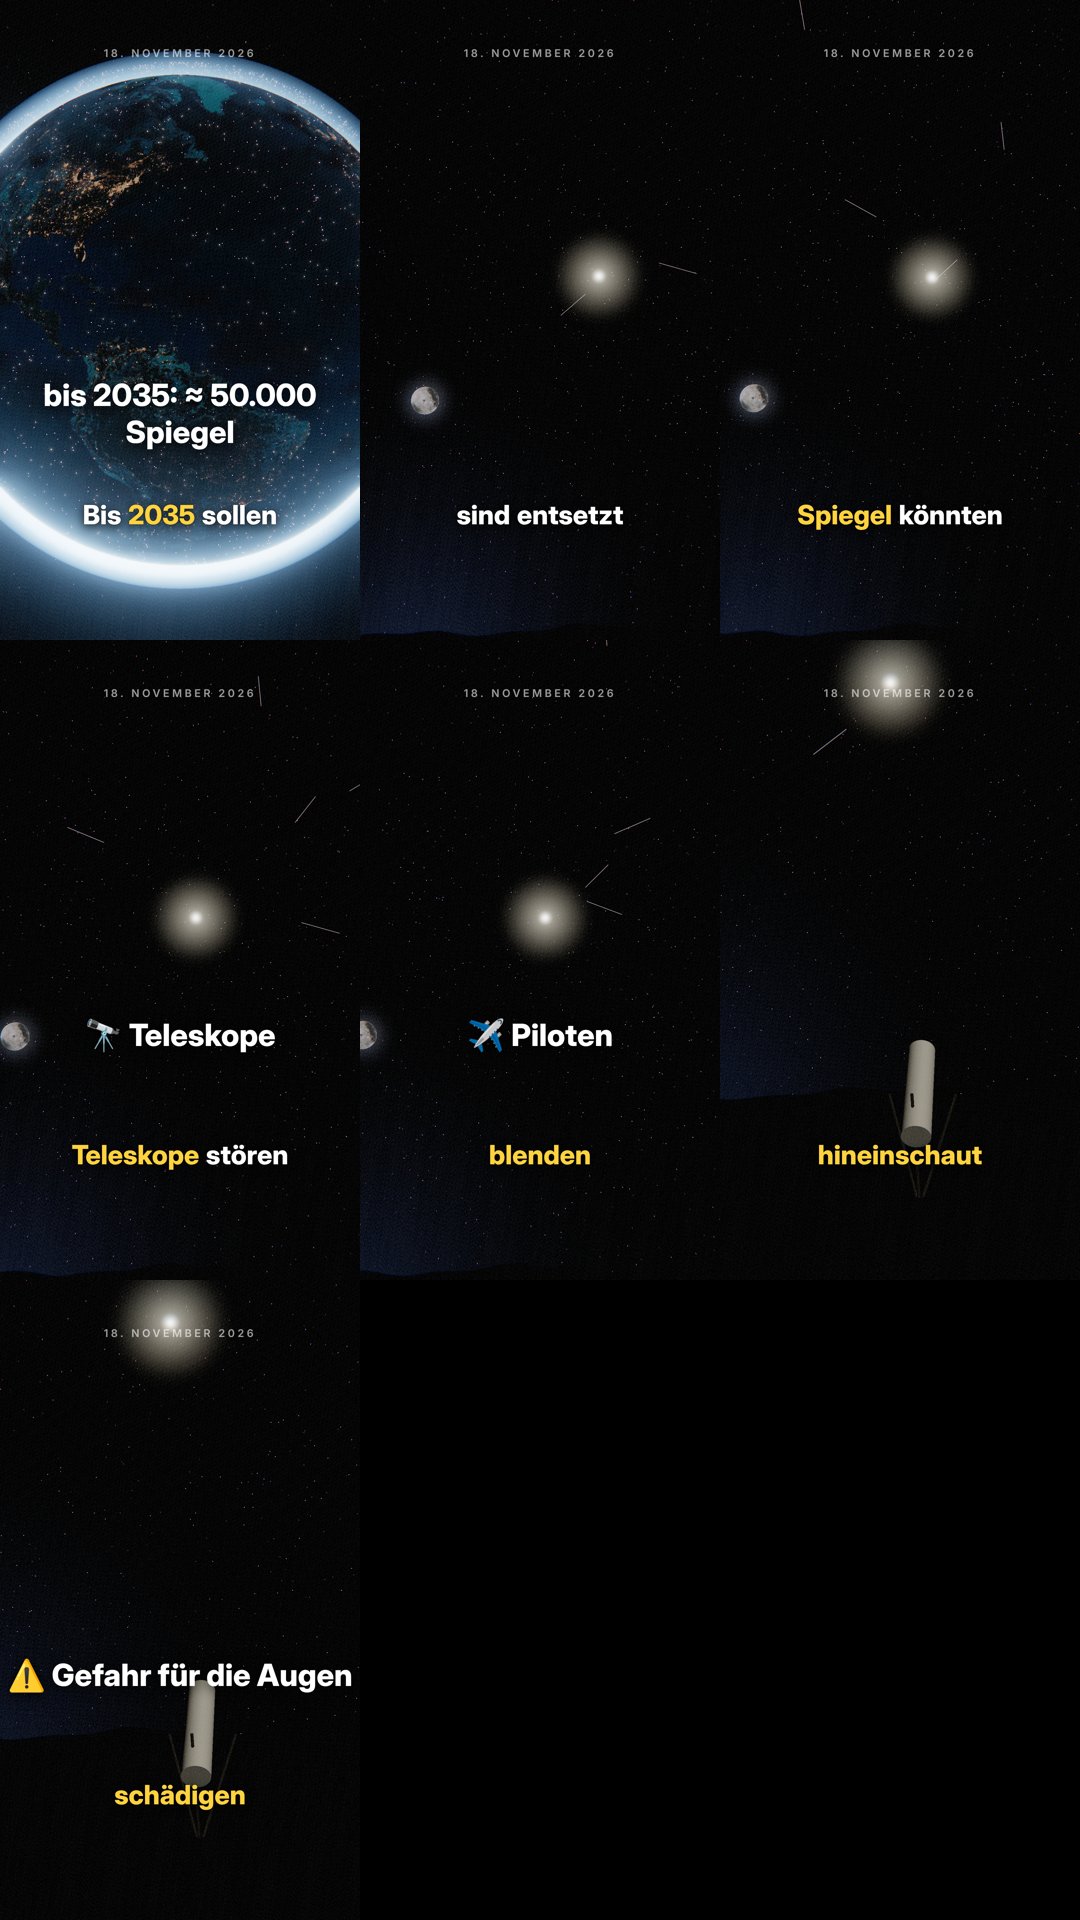 18. NOVEMBER 2026
bis 2035: ≈ 50.000
Spiegel
Bis 2035 sollen
18. NOVEMBER 2026
sind entsetzt
18. NOVEMBER 2026
Spiegel könnten
18. NOVEMBER 2026
🔭 Teleskope
Teleskope stören
18. NOVEMBER 2026
✈️ Piloten
blenden
18. NOVEMBER 2026
hineinschaut
18. NOVEMBER 2026
⚠️ Gefahr für die Augen
schädigen